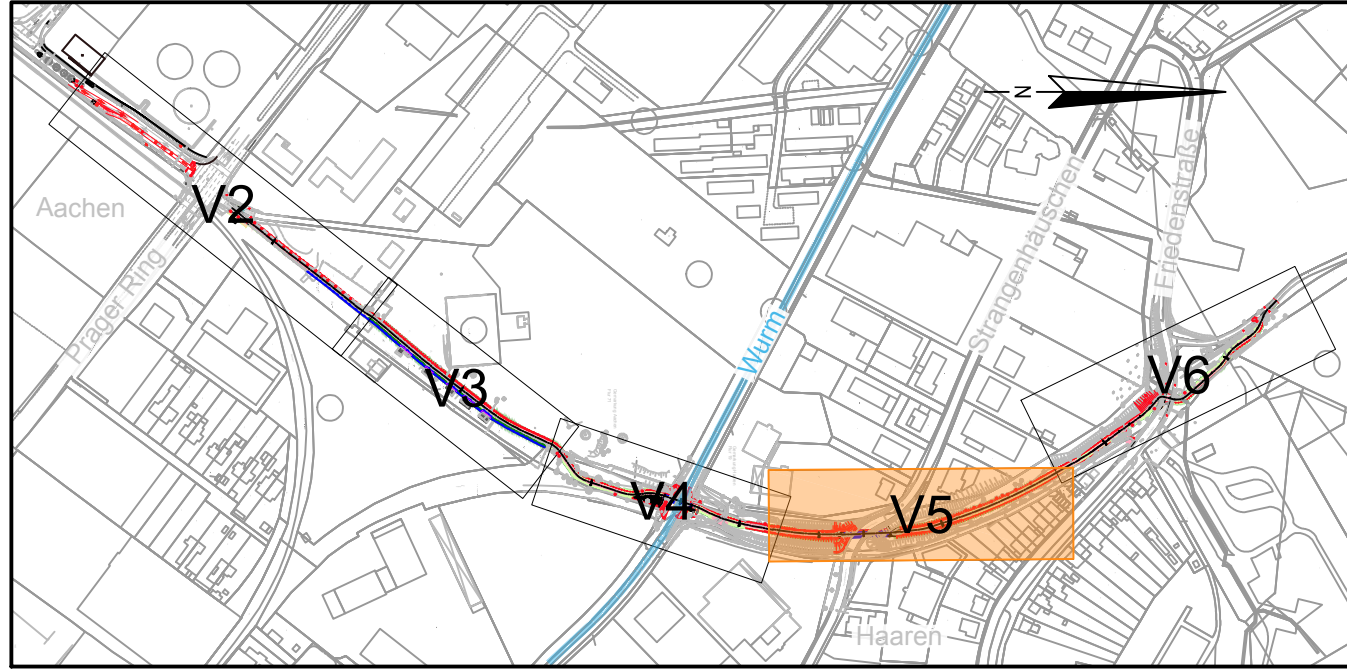 N
Friedenstraße
Strangenhäuschen
V2
Aachen
Prager Ring
Wurm
V3
V6
V4
V5
Haaren